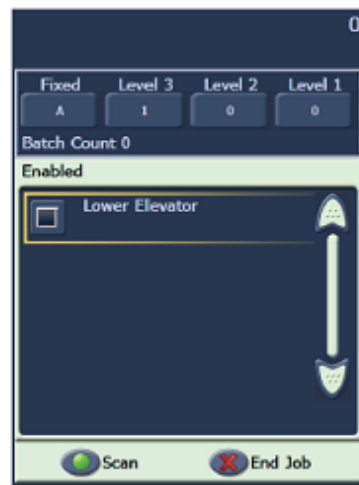 0
Fixed Level 3 Level 2 Level 1
A 1 0 0
Batch Count 0
Enabled
Lower Elevator
Scan End Job